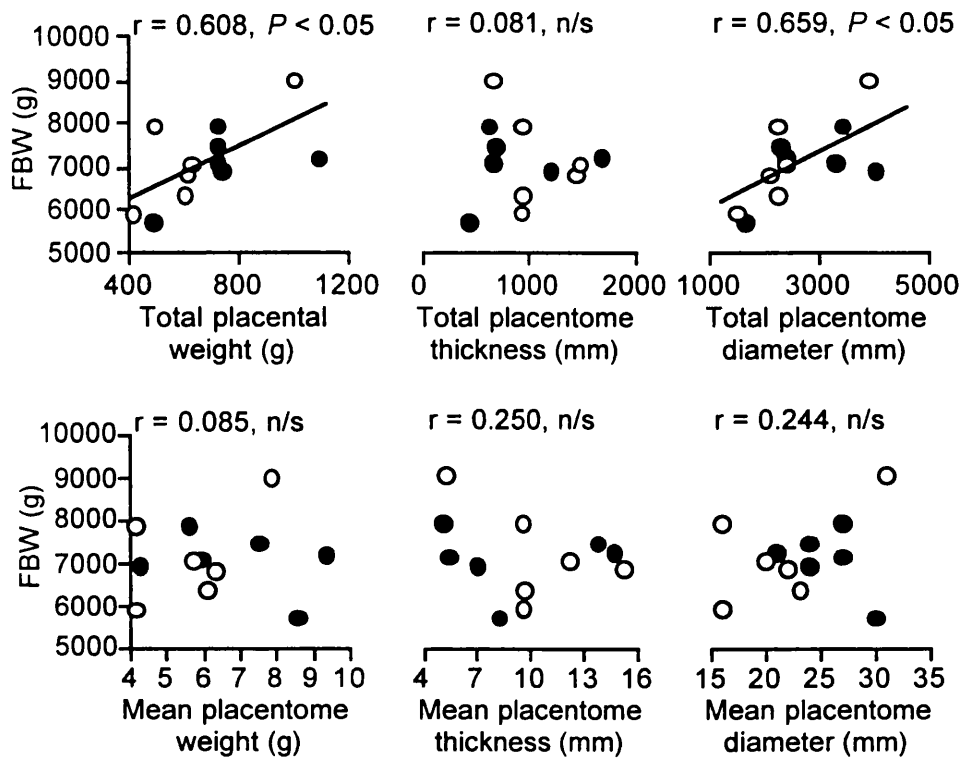 r = 0.608, P < 0.05
r = 0.081, n/s
r = 0.659, P < 0.05
FBW (g)
10000
9000
8000
7000
6000
5000
400 800 1200
0 1000 2000
1000 3000 5000
Total placental
weight (g)
Total placentome
thickness (mm)
Total placentome
diameter (mm)
r = 0.085, n/s
r = 0.250, n/s
r = 0.244, n/s
FBW (g)
10000
9000
8000
7000
6000
5000
4 5 6 7 8 9 10
4 7 10 13 16
15 20 25 30 35
Mean placentome
weight (g)
Mean placentome
thickness (mm)
Mean placentome
diameter (mm)